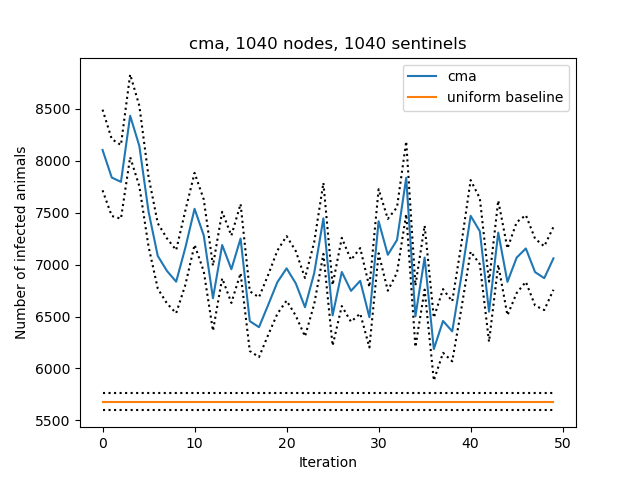 cma, 1040 nodes, 1040 sentinels
cma
uniform baseline
Number of infected animals
8500
8000
7500
7000
6500
6000
5500
0 10 20 30 40 50
Iteration